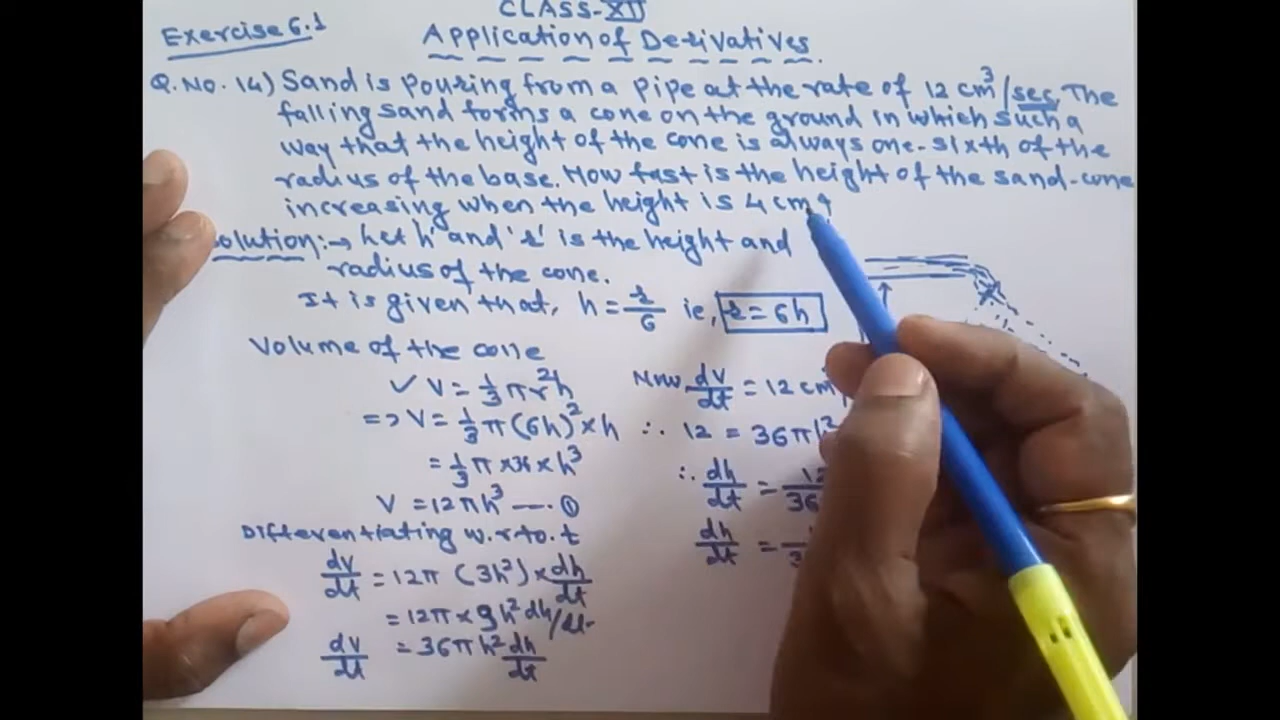 CLASS-XII
Exercise 6.1
Application of Derivatives.
Q.No. 14) Sand is pouring from a pipe at the rate of 12 cm³/sec. The
falling sand forms a cone on the ground in which such a
way that the height of the cone is always one-sixth of the
radius of the base. How fast is the height of the sand-cone
increasing when the height is 4 cm?
Solution:→ Let 'h' and 'r' is the height and
radius of the cone.
It is given that, h = r/6 ie, r = 6h
Volume of the cone
✓ V = 1/3 πr²h
=> V = 1/3 π(6h)² × h
= 1/3 π × 36 × h³
V = 12πh³ —— ①
Differentiating w.r.to.t
dv/dt = 12π (3h²) × dh/dt
= 12π × 3h² dh/dt
dv/dt = 36πh² dh/dt
Now dv/dt = 12 cm
∴ 12 = 36πh²
∴ dh/dt = 12/36
dh/dt =